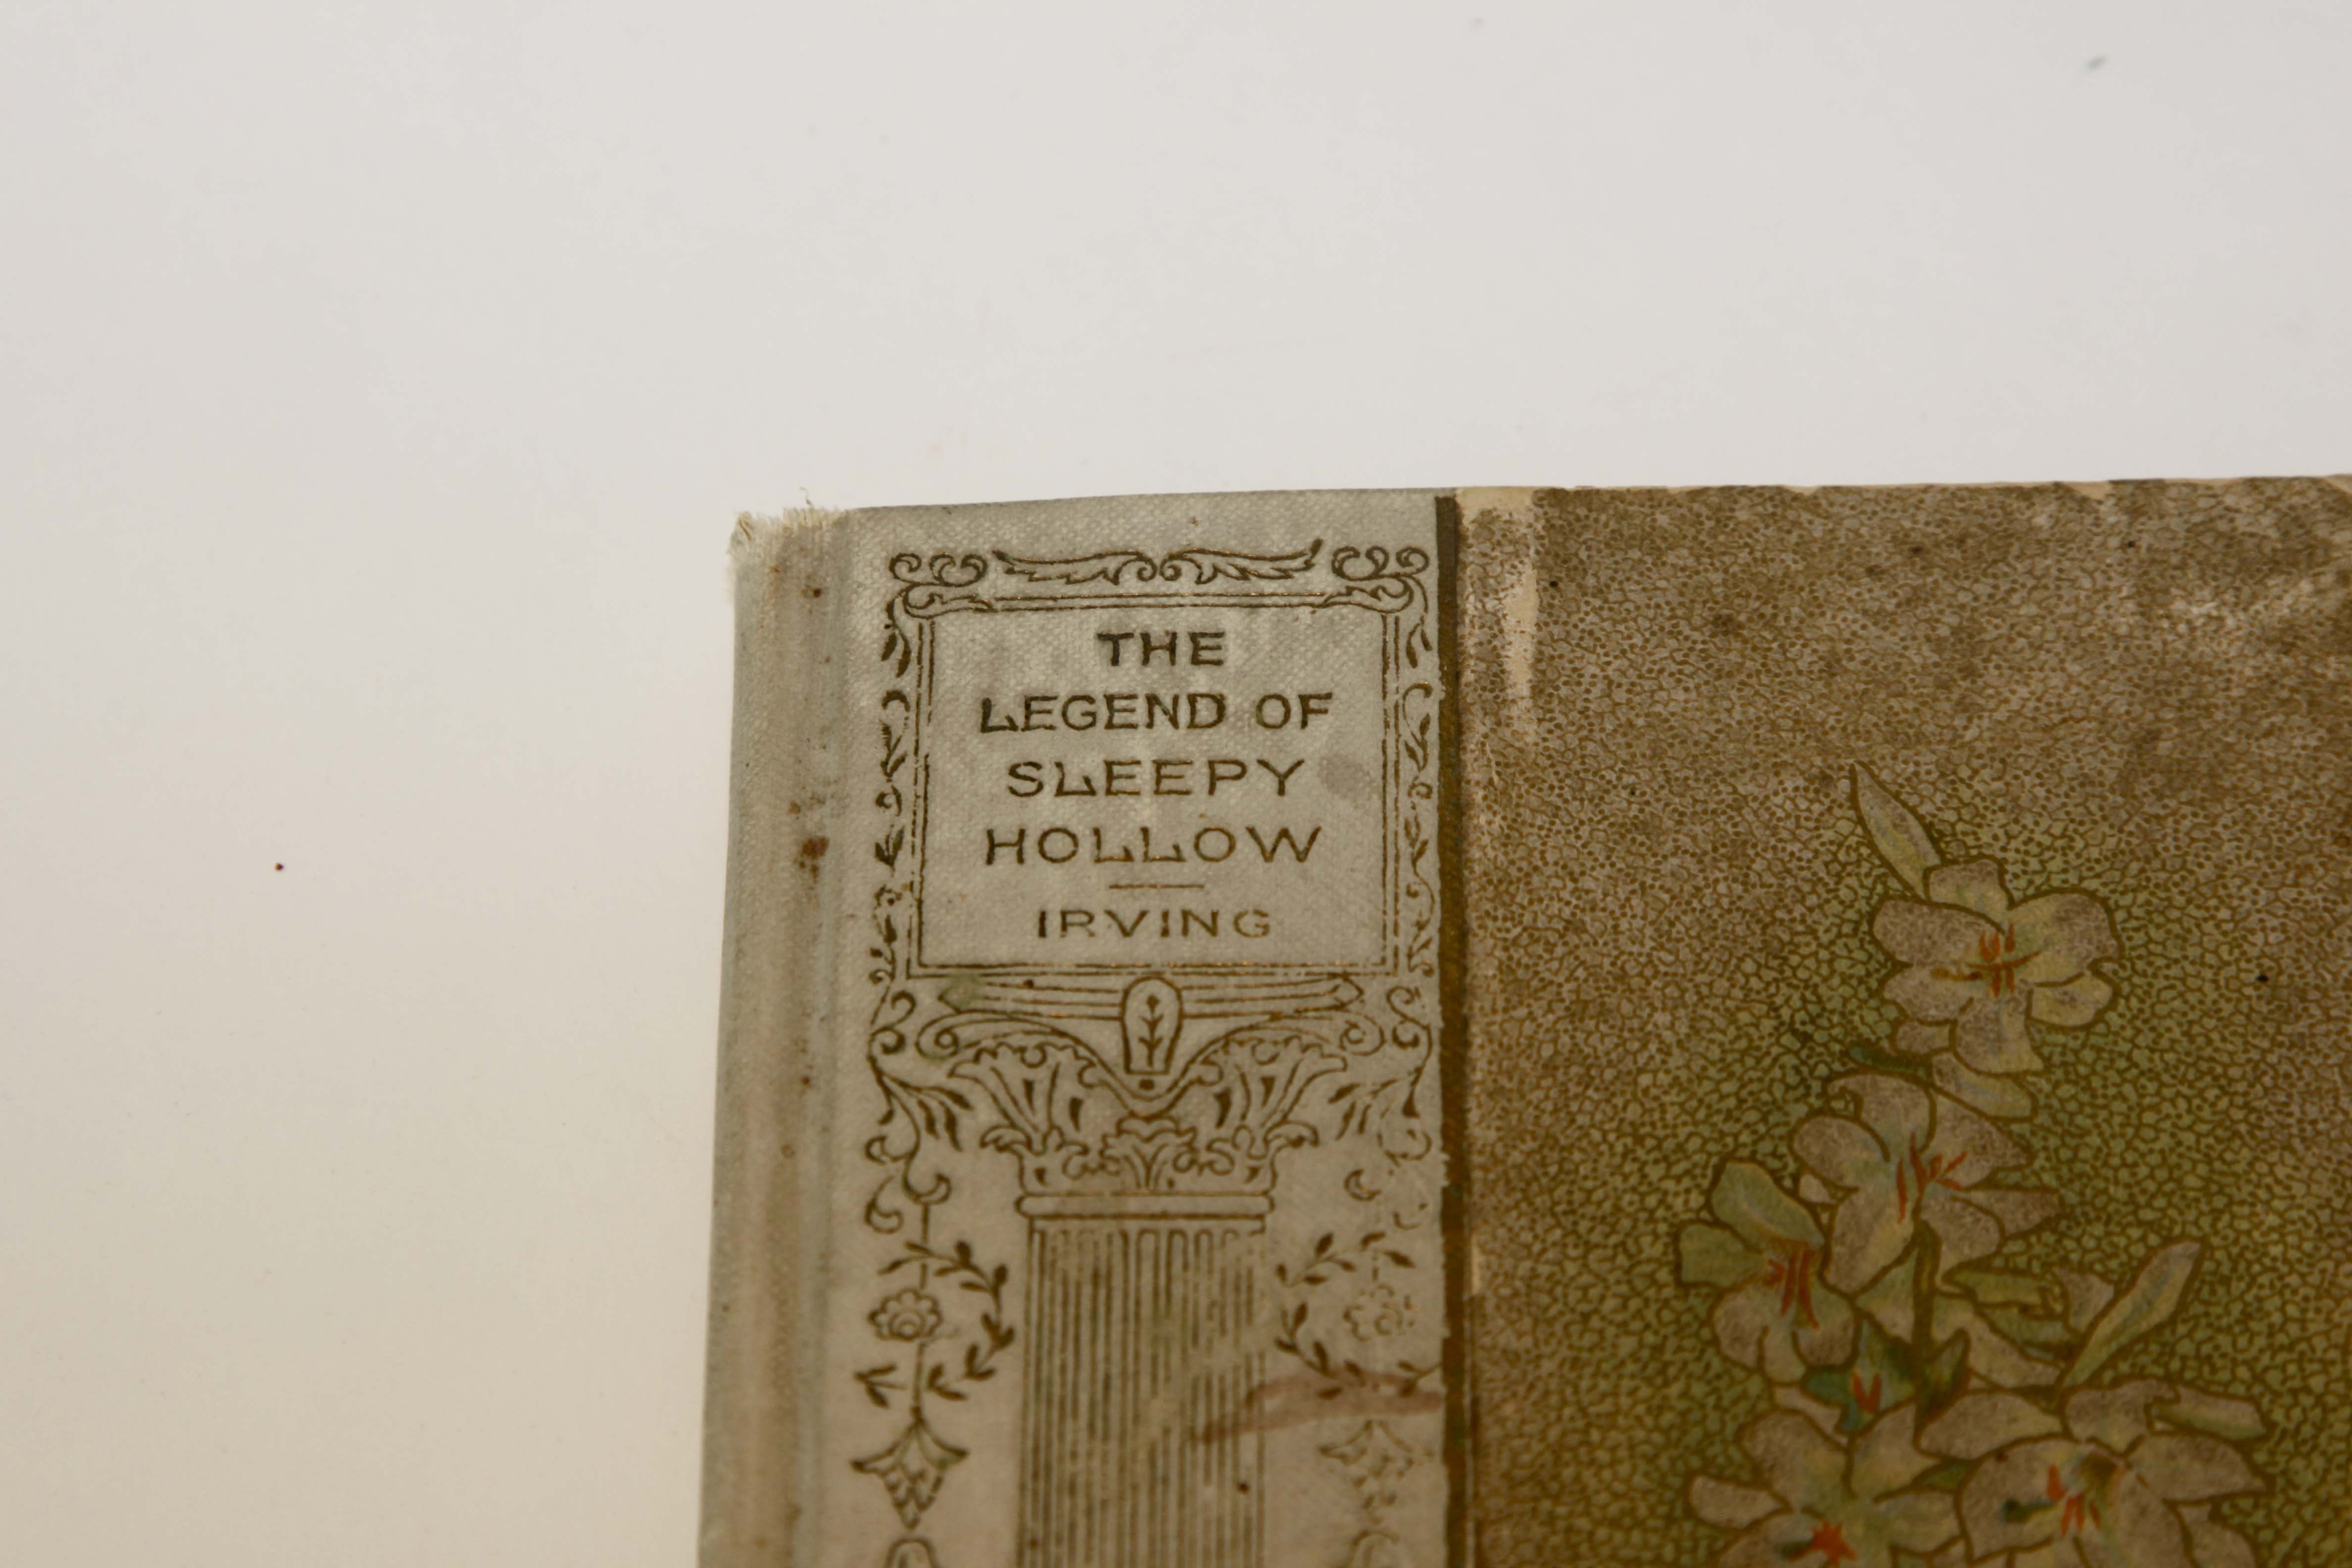 THE
LEGEND OF
SLEEPY
HOLLOW
IRVING